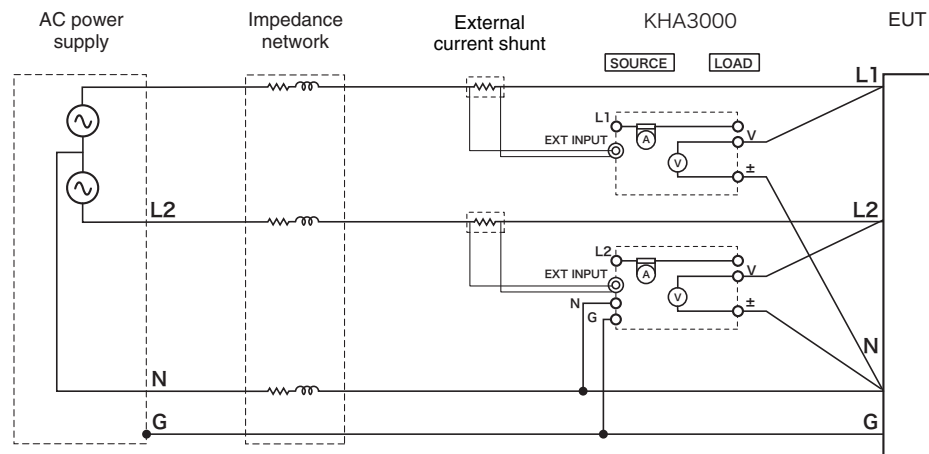 AC power
supply
Impedance
network
External
current shunt
KHA3000
EUT
SOURCE
LOAD
L1
L1
EXT INPUT
A
V
V
±
L2
L2
L2
EXT INPUT
A
V
V
±
N
G
N
N
G
G